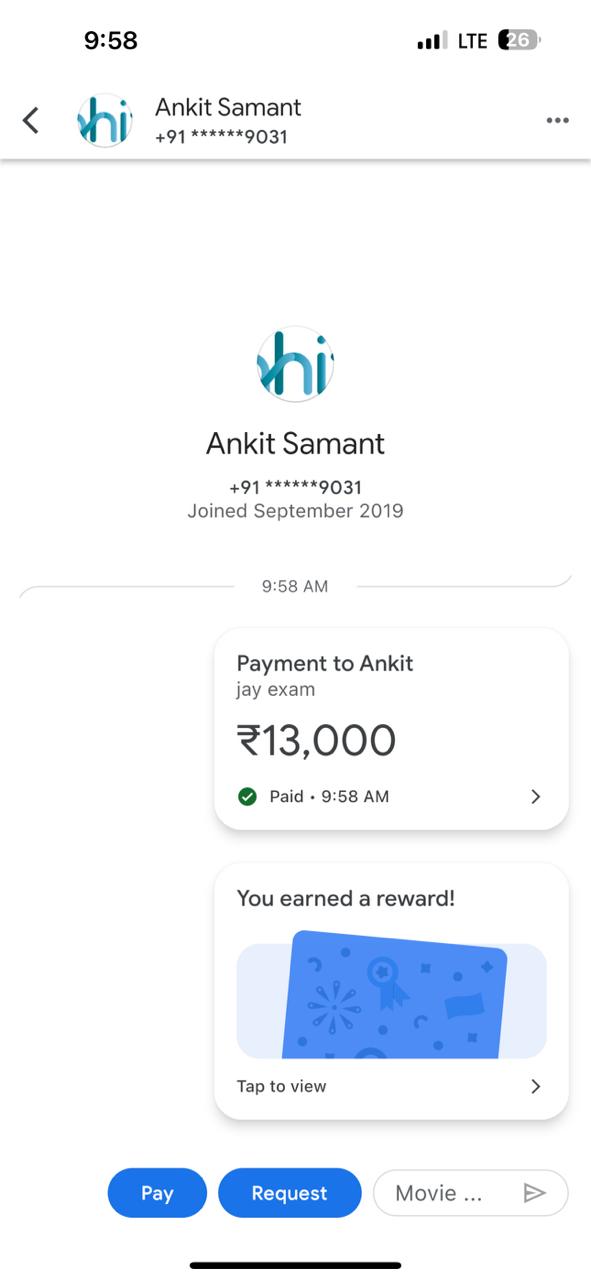 9:58
LTE 26
Ankit Samant
+91 ******9031
hi
Ankit Samant
+91 ******9031
Joined September 2019
9:58 AM
Payment to Ankit
jay exam
₹13,000
Paid • 9:58 AM
You earned a reward!
Tap to view
Pay
Request
Movie ...